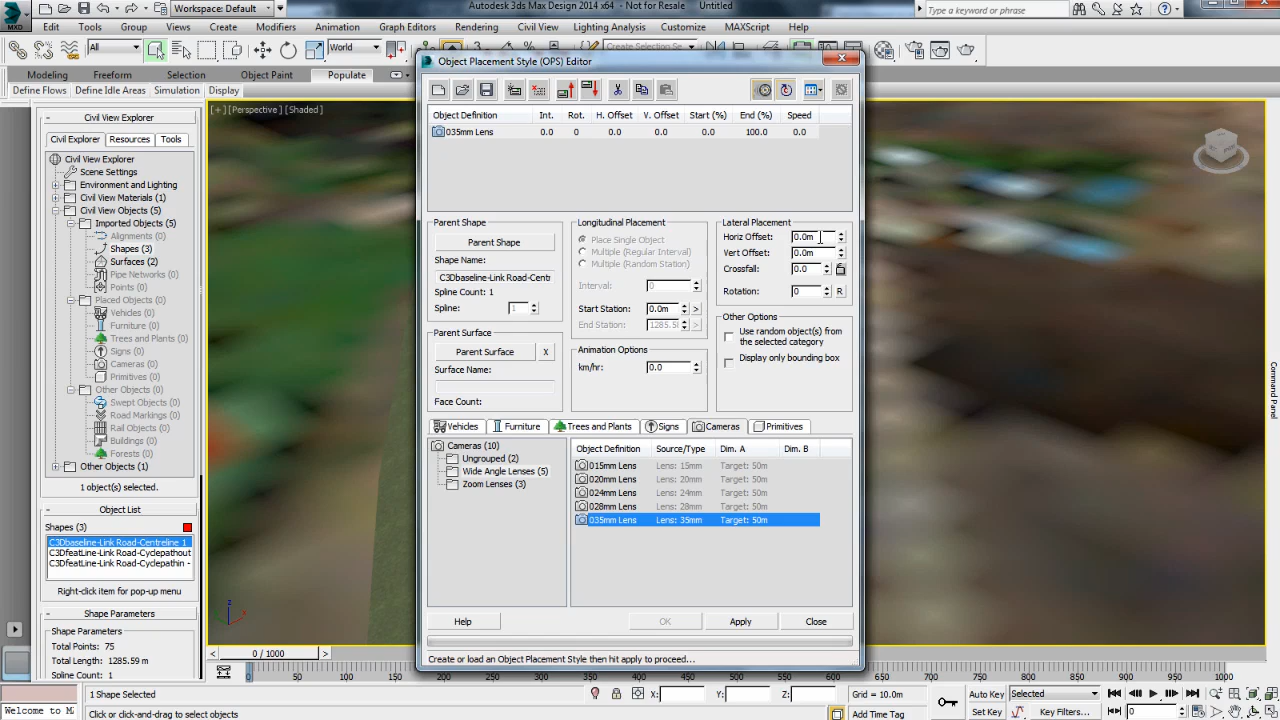 Workspace: Default
Autodesk 3ds Max Design 2014 x64 - Not for Resale Untitled
Type a keyword or phrase
MXD
Edit Tools Group Views Create Modifiers Animation Graph Editors Rendering Civil View Lighting Analysis Customize MAXScript Help
All
World
Create Selection Se
Modeling Freeform Selection Object Paint Populate
Define Flows Define Idle Areas Simulation Display
[+] [Perspective] [Shaded]
Civil View Explorer
Civil Explorer Resources Tools
Civil View Explorer
Scene Settings
Environment and Lighting
Civil View Materials (1)
Civil View Objects (5)
Imported Objects (5)
Alignments (0)
Shapes (3)
Surfaces (2)
Pipe Networks (0)
Points (0)
Placed Objects (0)
Vehicles (0)
Furniture (0)
Trees and Plants (0)
Signs (0)
Cameras (0)
Primitives (0)
Other Objects (0)
Swept Objects (0)
Road Markings (0)
Rail Objects (0)
Buildings (0)
Forests (0)
Other Objects (1)
1 object(s) selected.
Object List
Shapes (3)
C3Dbaseline-Link Road-Centreline 1
C3DfeatLine-Link Road-Cyclepathout
C3DfeatLine-Link Road-Cyclepathin -
Right-click item for pop-up menu
Shape Parameters
Shape Parameters
Total Points: 75
Total Length: 1285.59 m
Spline Count: 1
Object Placement Style (OPS) Editor
Object Definition Int. Rot. H. Offset V. Offset Start (%) End (%) Speed
035mm Lens 0.0 0 0.0 0.0 0.0 100.0 0.0
Parent Shape
Parent Shape
Shape Name:
C3Dbaseline-Link Road-Centr
Spline Count: 1
Spline: 1
Parent Surface
Parent Surface X
Surface Name:
Face Count:
Longitudinal Placement
Place Single Object
Multiple (Regular Interval)
Multiple (Random Station)
Interval: 0
Start Station: 0.0m >
End Station: 1285.5 >
Animation Options
km/hr: 0.0
Lateral Placement
Horiz Offset: 0.0m
Vert Offset: 0.0m
Crossfall: 0.0
Rotation: 0 R
Other Options
Use random object(s) from
the selected category
Display only bounding box
Vehicles Furniture Trees and Plants Signs Cameras Primitives
Cameras (10)
Ungrouped (2)
Wide Angle Lenses (5)
Zoom Lenses (3)
Object Definition Source/Type Dim. A Dim. B
015mm Lens Lens: 15mm Target: 50m
020mm Lens Lens: 20mm Target: 50m
024mm Lens Lens: 24mm Target: 50m
028mm Lens Lens: 28mm Target: 50m
035mm Lens Lens: 35mm Target: 50m
Help OK Apply Close
Create or load an Object Placement Style then hit apply to proceed...
Command Panel
< 0 / 1000 >
0 50 100 150 200 250 300 350 400 450 500 550 600 650 700 750 800 850 900 950 1000
1 Shape Selected X: Y: Z: Grid = 10.0m Auto Key Selected
Welcome to M Click or click-and-drag to select objects Add Time Tag Set Key Key Filters... 0